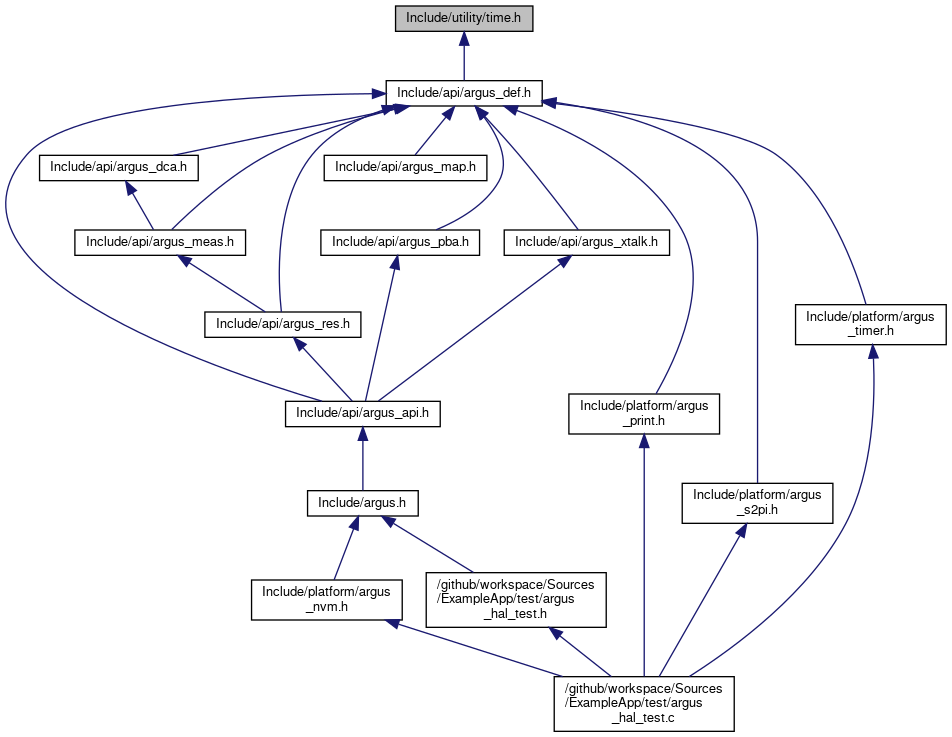 Include/utility/time.h
Include/api/argus_def.h
Include/api/argus_dca.h
Include/api/argus_map.h
Include/api/argus_meas.h
Include/api/argus_pba.h
Include/api/argus_xtalk.h
Include/api/argus_res.h
Include/platform/argus
_timer.h
Include/api/argus_api.h
Include/platform/argus
_print.h
Include/argus.h
Include/platform/argus
_s2pi.h
Include/platform/argus
_nvm.h
/github/workspace/Sources
/ExampleApp/test/argus
_hal_test.h
/github/workspace/Sources
/ExampleApp/test/argus
_hal_test.c